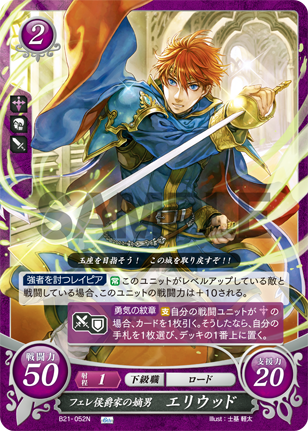 2
SAMPLE
玉座を目指そう! この城を取り戻すぞ!!
強者を討つレイピア 常 このユニットがレベルアップしている敵と
戦闘している場合、このユニットの戦闘力は+10される。
勇気の紋章 支 自分の戦闘ユニットが
の場合、カードを1枚引く。そうしたなら、自分の
手札を1枚選び、デッキの1番上に置く。
戦闘力
50
射程 1 下級職 ロード
支援力
20
フェレ侯爵家の嫡男 エリウッド
B21-052N
Illust:土基 軽太